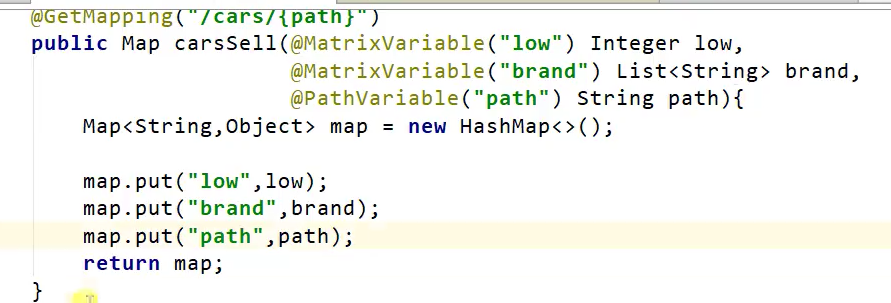 @GetMapping("/cars/{path}")
public Map carsSell(@MatrixVariable("low") Integer low,
@MatrixVariable("brand") List<String> brand,
@PathVariable("path") String path){
Map<String,Object> map = new HashMap<>();
map.put("low",low);
map.put("brand",brand);
map.put("path",path);
return map;
}